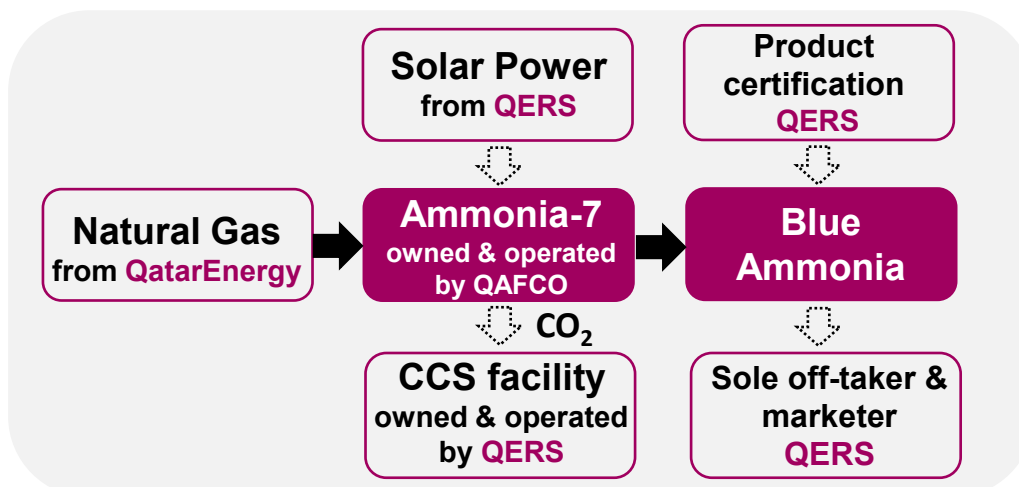 Solar Power
from QERS
Product
certification
QERS
Natural Gas
from QatarEnergy
Ammonia-7
owned & operated
by QAFCO
Blue
Ammonia
CO₂
CCS facility
owned & operated
by QERS
Sole off-taker &
marketer
QERS